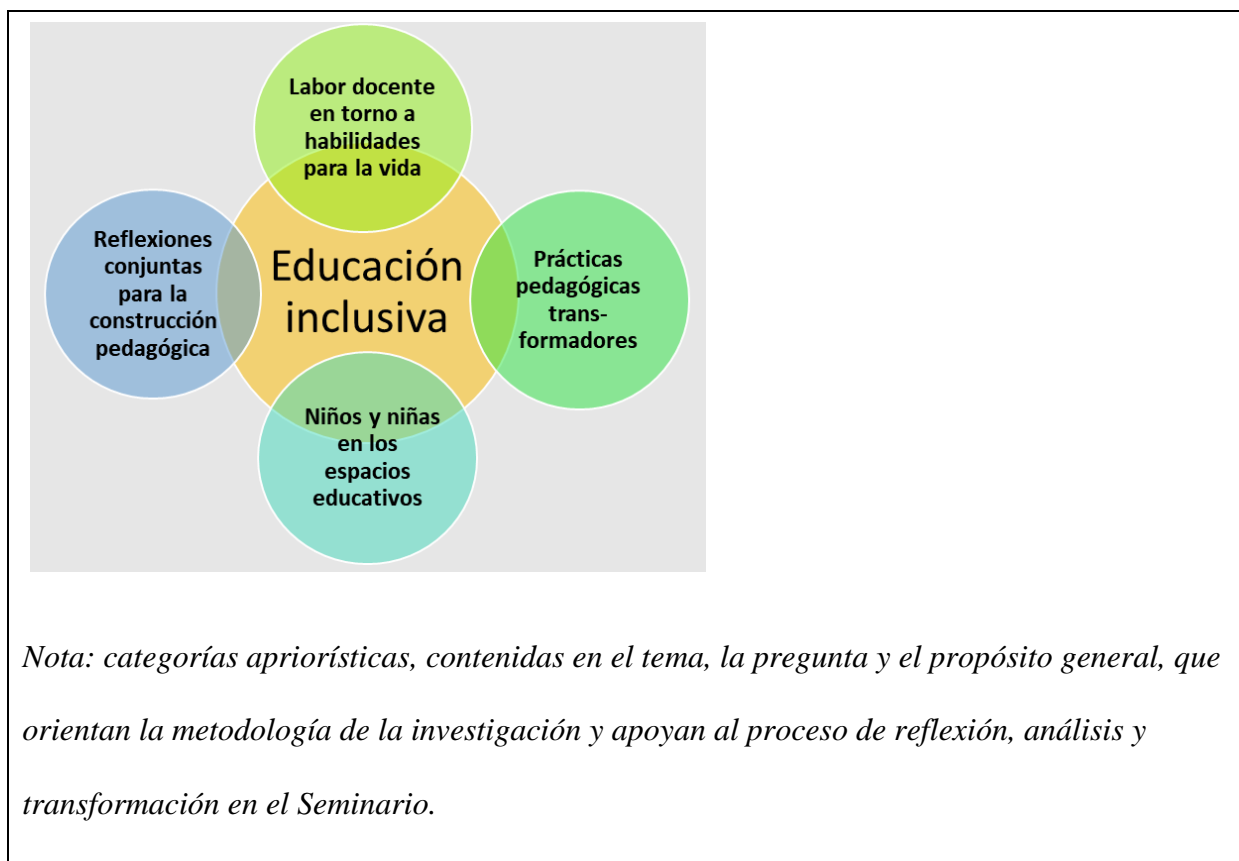 Labor docente
en torno a
habilidades
para la vida
Reflexiones
conjuntas
para la
construcción
pedagógica
Educación
inclusiva
Prácticas
pedagógicas
trans-
formadores
Niños y niñas
en los
espacios
educativos
Nota: categorías apriorísticas, contenidas en el tema, la pregunta y el propósito general, que
orientan la metodología de la investigación y apoyan al proceso de reflexión, análisis y
transformación en el Seminario.